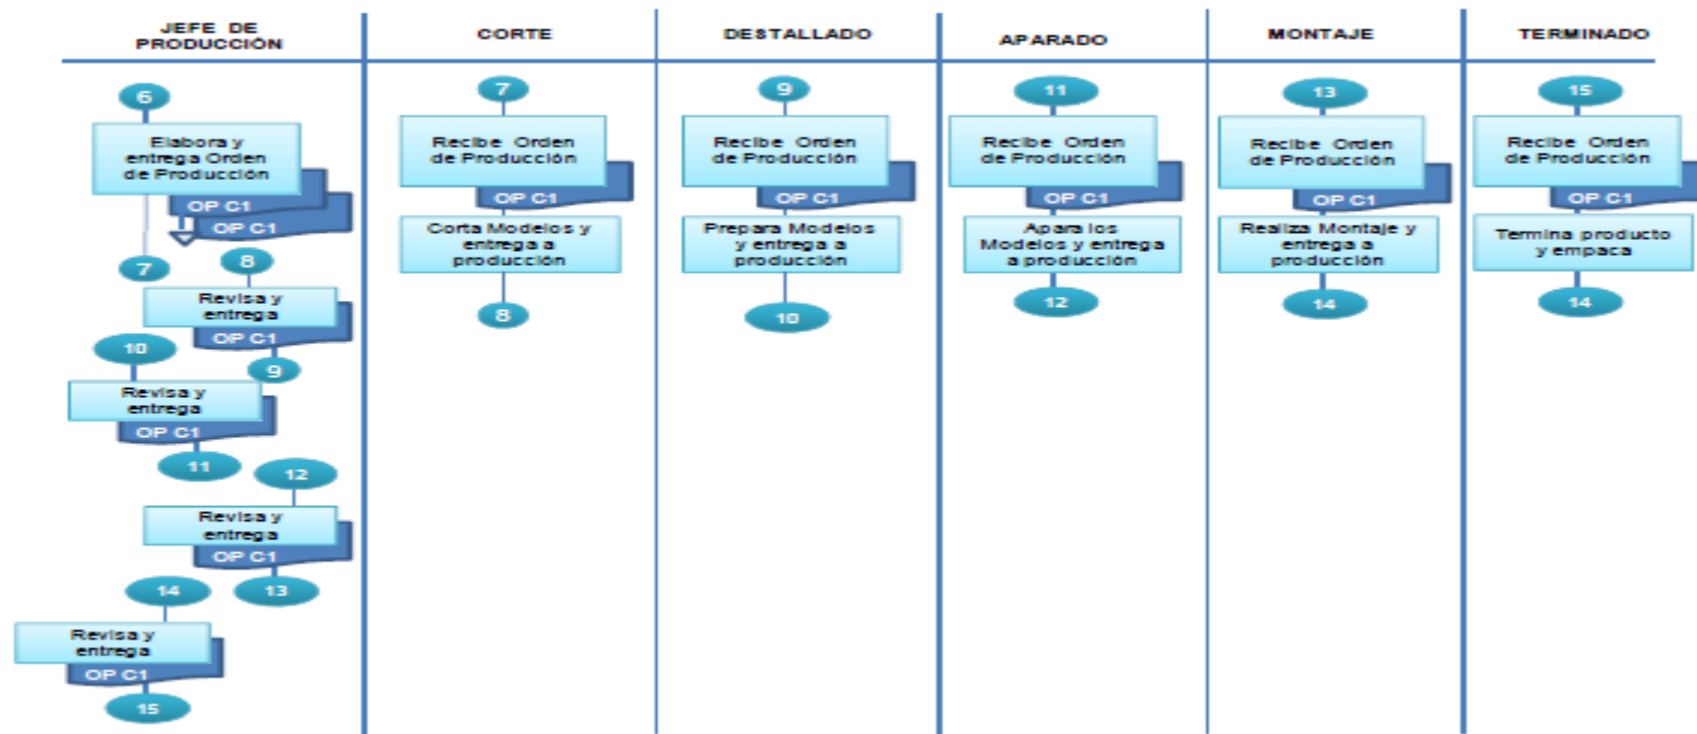 JEFE DE
PRODUCCIÓN
CORTE
DESTALLADO
APARADO
MONTAJE
TERMINADO
6
Elabora y
entrega Orden
de Producción
OP C1
OP C1
7
8
Revisa y
entrega
OP C1
9
10
Revisa y
entrega
OP C1
11
12
Revisa y
entrega
OP C1
13
14
Revisa y
entrega
OP C1
15
7
Recibe Orden
de Producción
OP C1
Corta Modelos y
entrega a
producción
8
9
Recibe Orden
de Producción
OP C1
Prepara Modelos
y entrega a
producción
10
11
Recibe Orden
de Producción
OP C1
Apara los
Modelos y entrega
a producción
12
13
Recibe Orden
de Producción
OP C1
Realiza Montaje y
entrega a
producción
14
15
Recibe Orden
de Producción
OP C1
Termina producto
y empaca
14